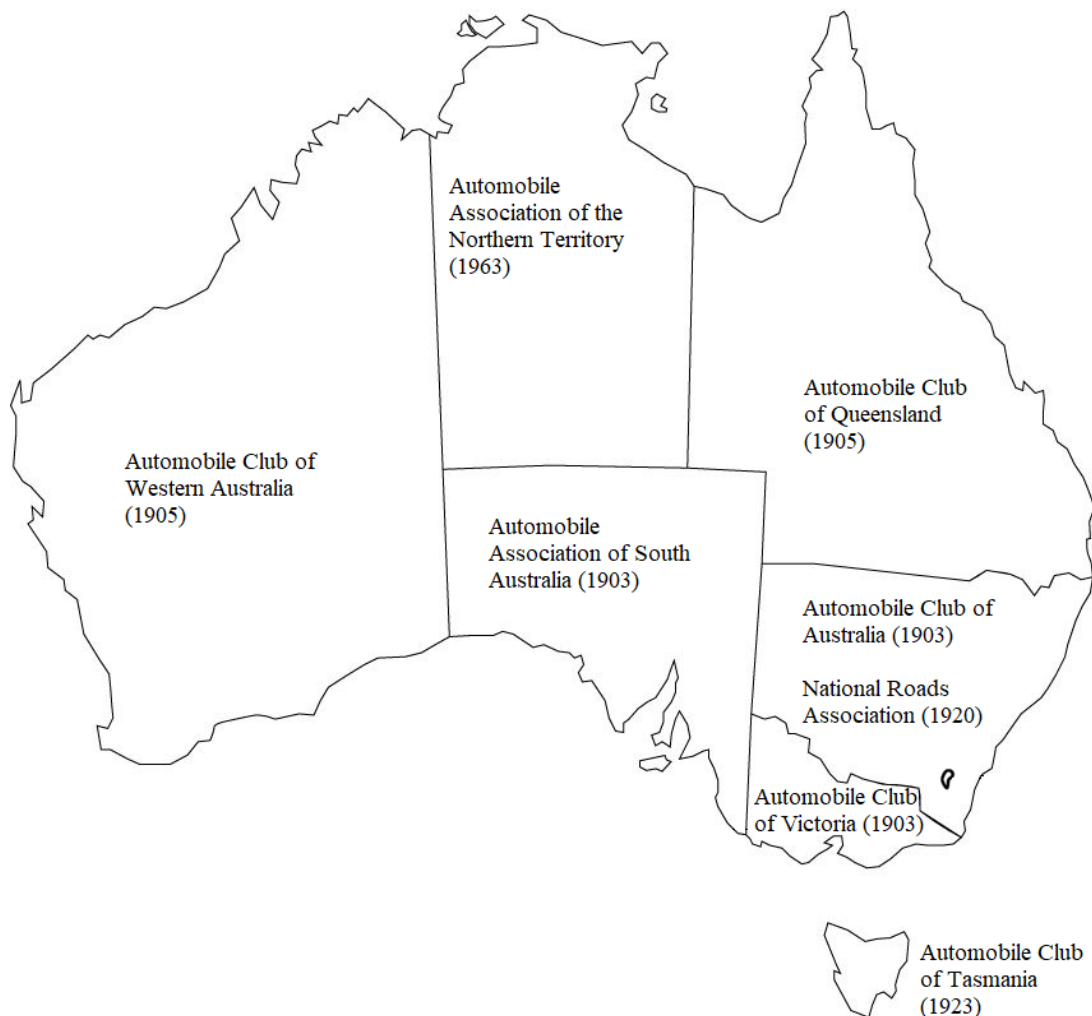 Automobile
Association of the
Northern Territory
(1963)
Automobile Club
of Queensland
(1905)
Automobile Club of
Western Australia
(1905)
Automobile
Association of South
Australia (1903)
Automobile Club of
Australia (1903)
National Roads
Association (1920)
Automobile Club
of Victoria (1903)
Automobile Club
of Tasmania
(1923)